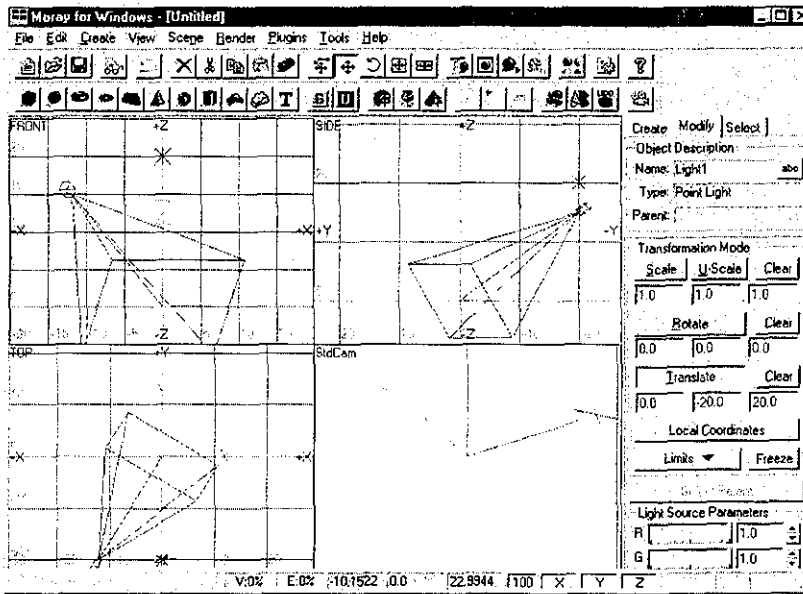 Moray for Windows - [Untitled]
File Edit Create View Scene Render Plugins Tools Help
T U
FRONT +Z SIDE +Z
Create Modify Select
Object Description
Name: Light1 abc
Type: Point Light
Parent:
-X +X +Y -Y
Transformation Mode
Scale U-Scale Clear
1.0 1.0 1.0
Rotate Clear
0.0 0.0 0.0
-Z -Z
TOP +Y StdCam
Translate Clear
0.0 -20.0 20.0
Local Coordinates
-X +X
Limits Freeze
Light Source Parameters
R 1.0
G 1.0
V:0% E:0% -10.1522 0.0 22.9944 100 X Y Z